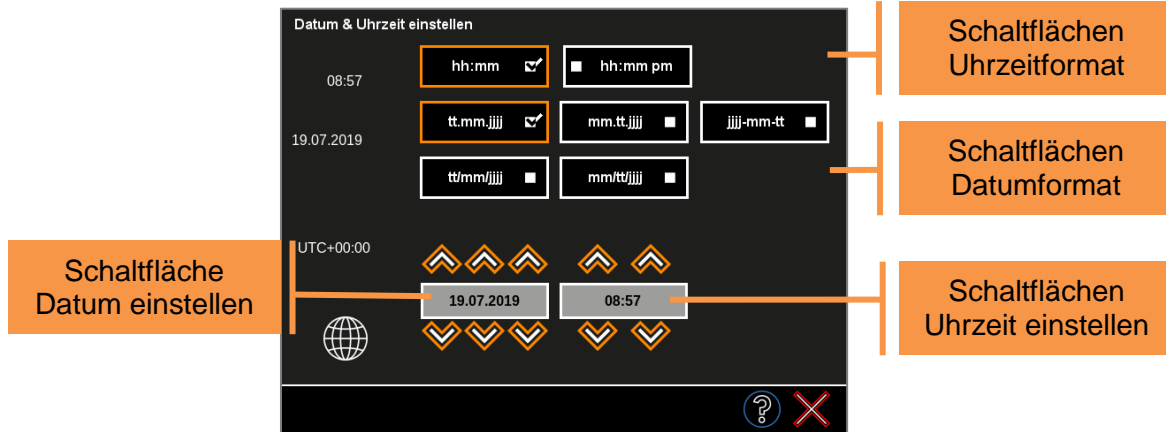 Datum & Uhrzeit einstellen
Schaltflächen
Uhrzeitformat
hh:mm
hh:mm pm
08:57
tt.mm.jjjj
mm.tt.jjjj
jjjj-mm-tt
19.07.2019
Schaltflächen
Datumformat
tt/mm/jjjj
mm/tt/jjjj
UTC+00:00
Schaltfläche
Datum einstellen
19.07.2019
08:57
Schaltflächen
Uhrzeit einstellen
?